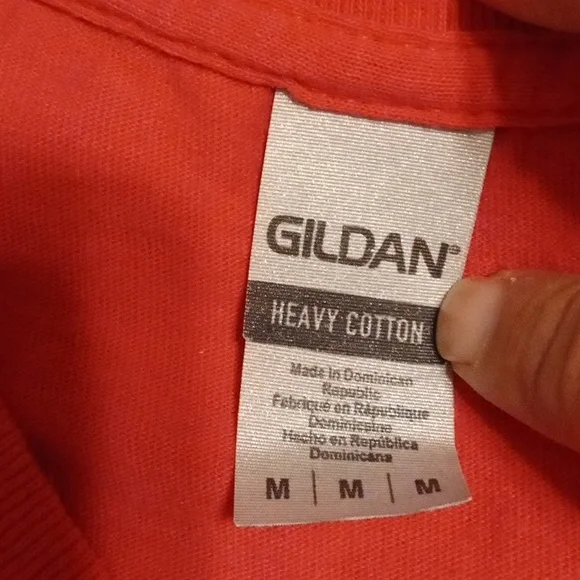 GILDAN®
HEAVY COTTON
Made in Dominican
Republic
Fabriqué en République
Dominicaine
Hecho en República
Dominicana
M | M | M